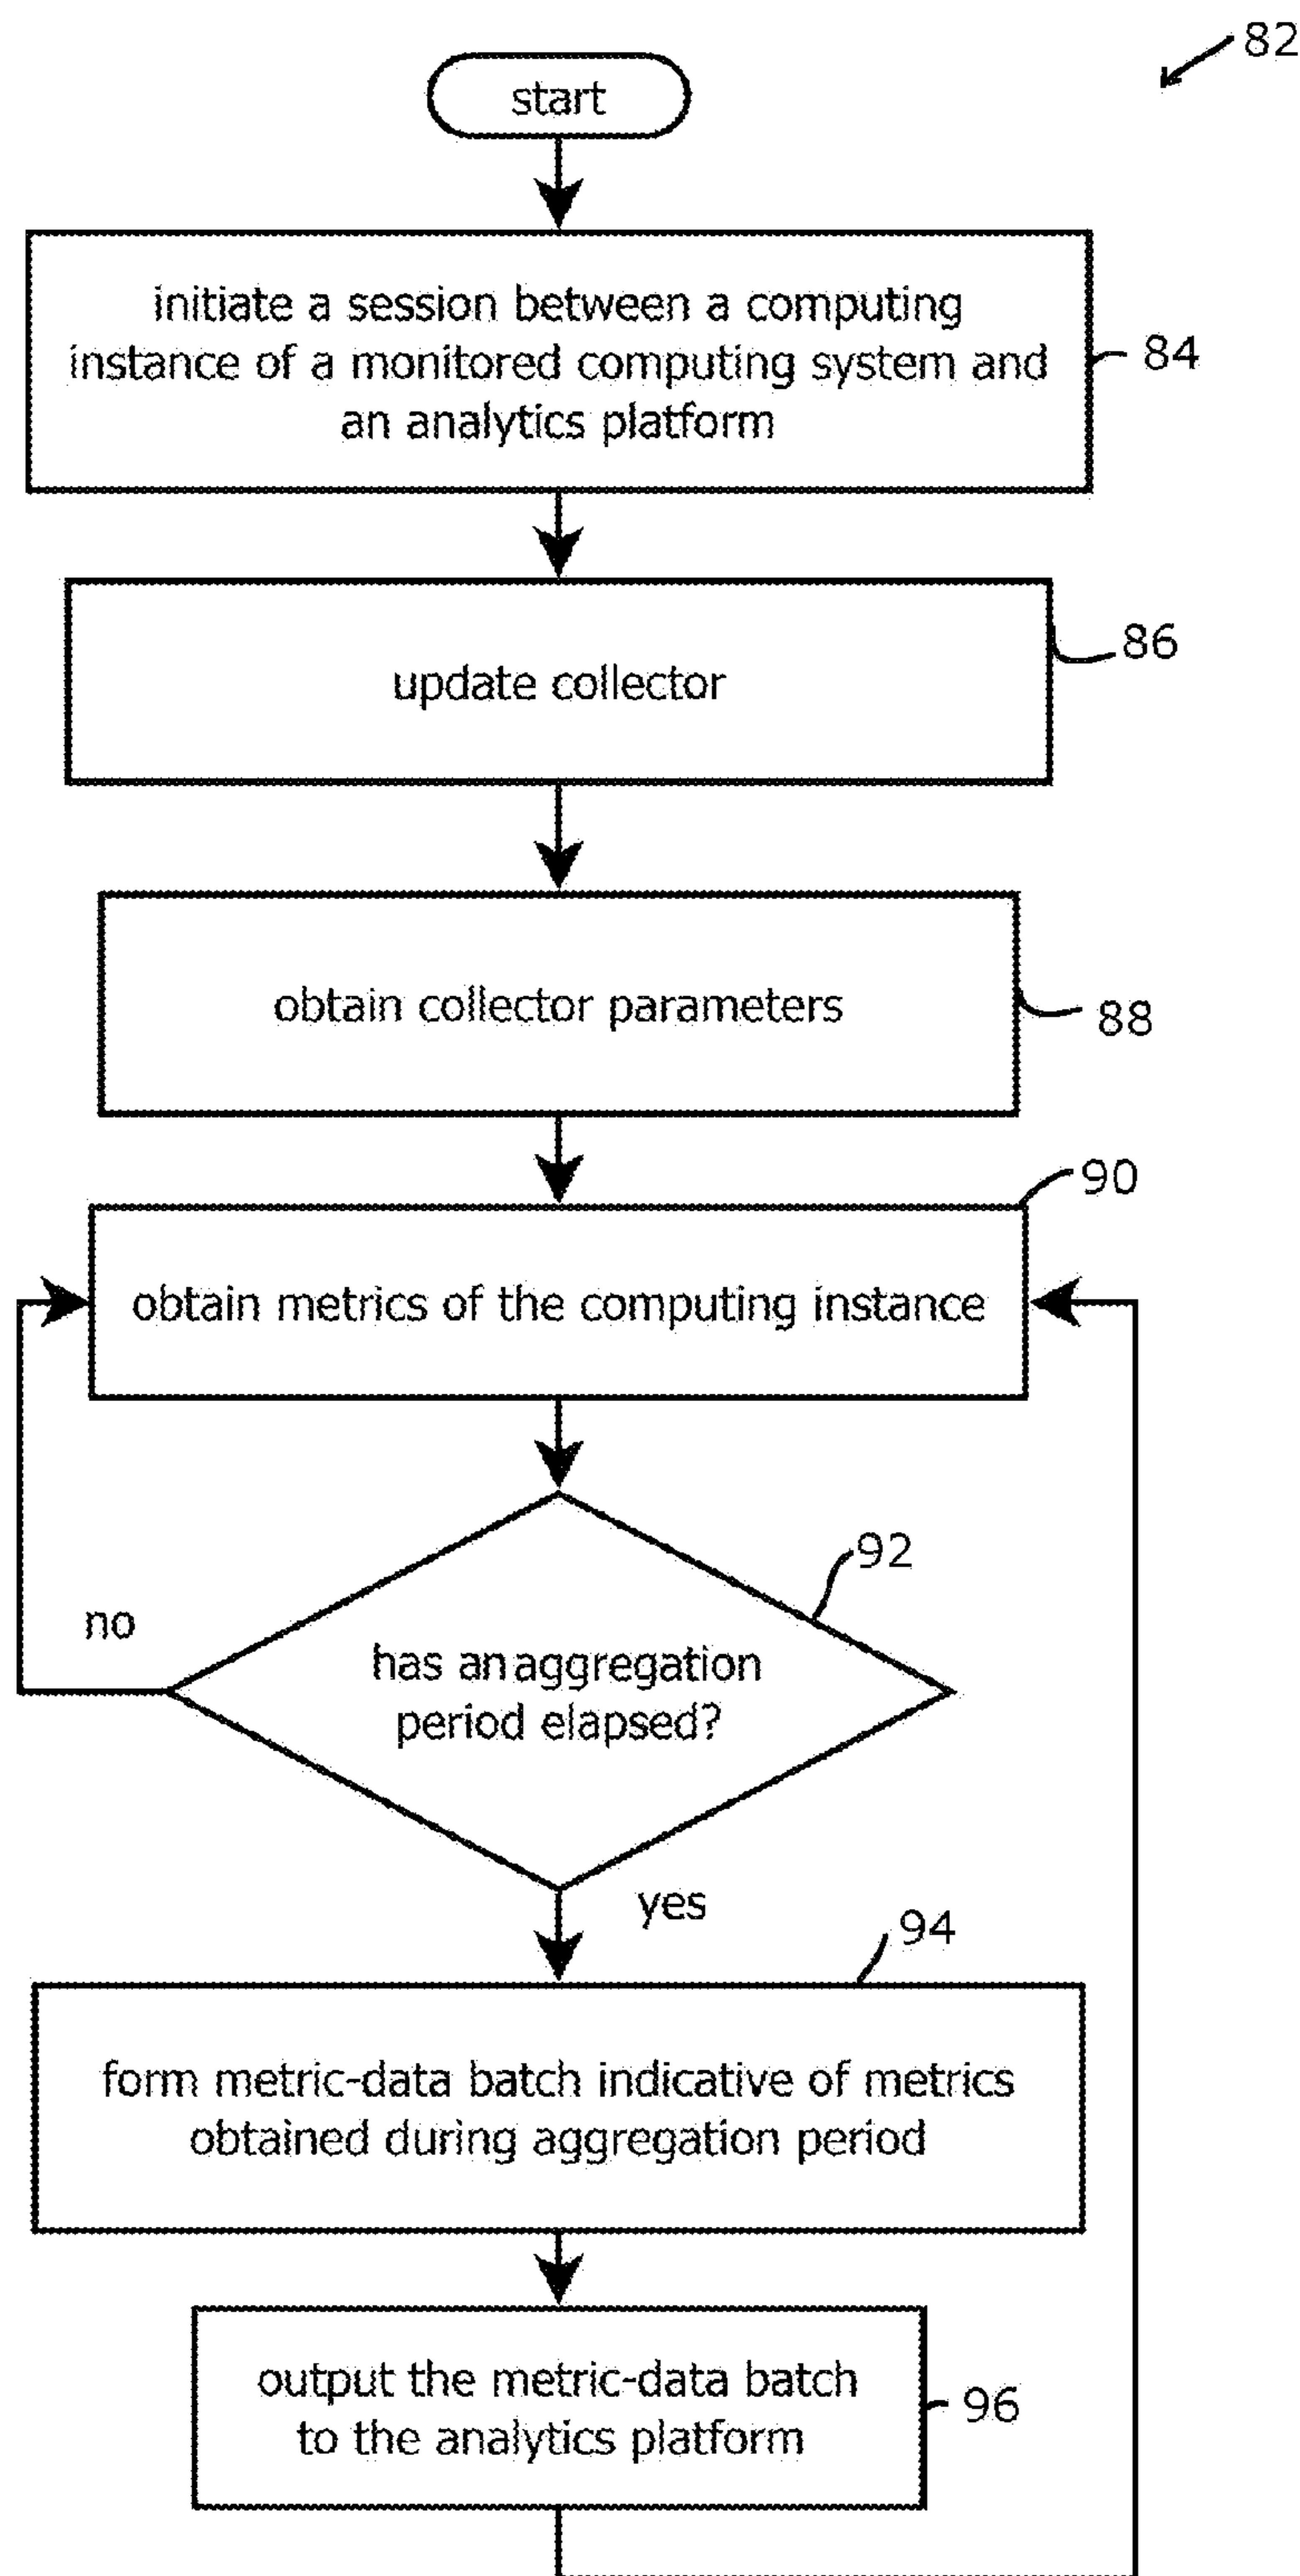 82
start
initiate a session between a computing
instance of a monitored computing system and
an analytics platform
84
update collector
86
obtain collector parameters
88
90
obtain metrics of the computing instance
92
no
has an aggregation
period elapsed?
yes
94
form metric-data batch indicative of metrics
obtained during aggregation period
output the metric-data batch
to the analytics platform
96